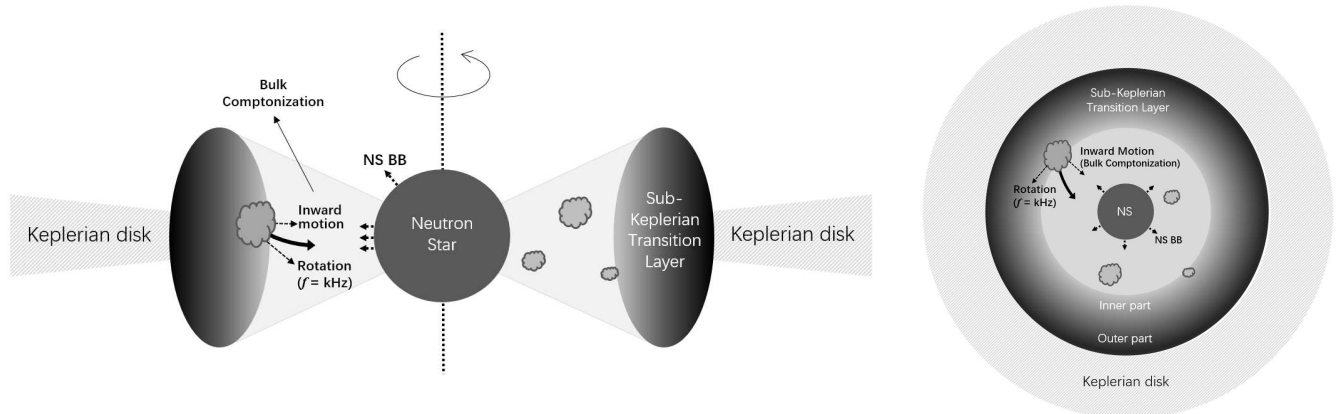 Bulk
Comptonization
NS BB
Keplerian disk
Inward
motion
Rotation
(f = kHz)
Neutron
Star
Sub-
Keplerian
Transition
Layer
Keplerian disk
Sub-Keplerian
Transition Layer
Inward Motion
(Bulk Comptonization)
Rotation
(f = kHz)
NS
NS BB
Inner part
Outer part
Keplerian disk